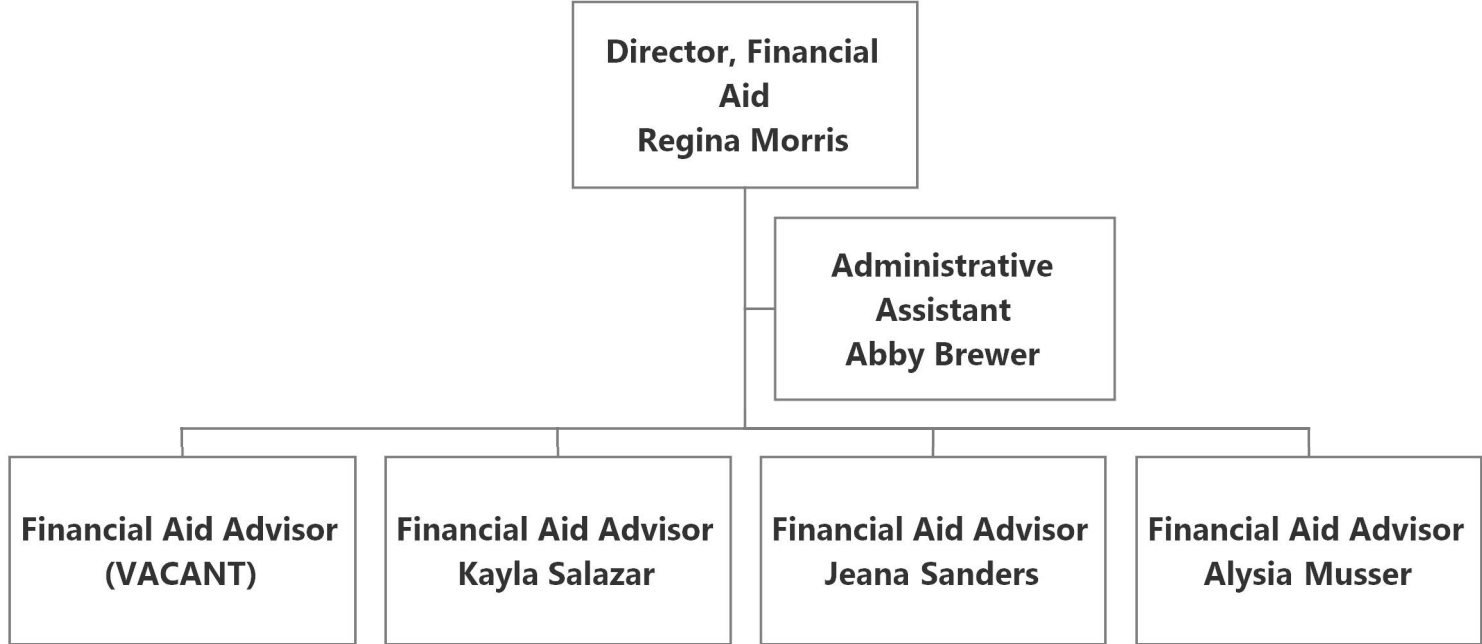 Director, Financial
Aid
Regina Morris
Administrative
Assistant
Abby Brewer
Financial Aid Advisor
(VACANT)
Financial Aid Advisor
Kayla Salazar
Financial Aid Advisor
Jeana Sanders
Financial Aid Advisor
Alysia Musser